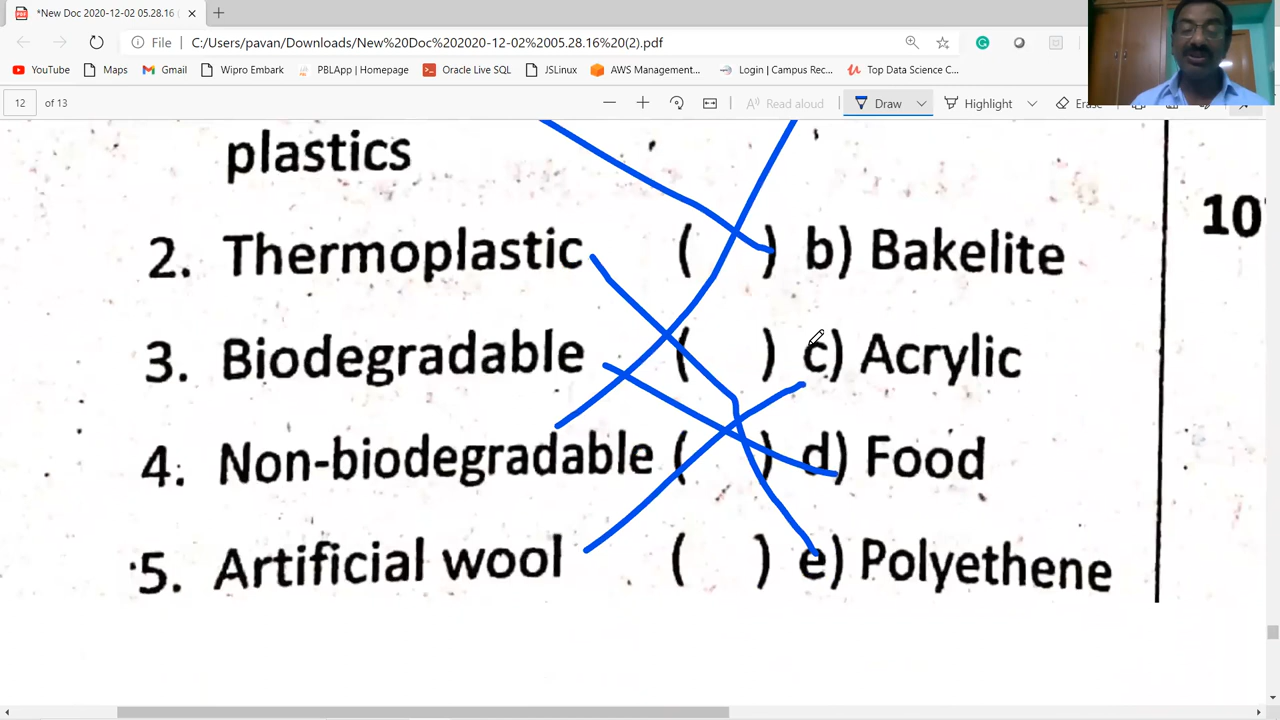 *New Doc 2020-12-02 05.28.16 (
File C:/Users/pavan/Downloads/New%20Doc%202020-12-02%2005.28.16%20(2).pdf
YouTube Maps Gmail Wipro Embark PBLApp | Homepage Oracle Live SQL JSLinux AWS Management... Login | Campus Rec... Top Data Science C...
12 of 13 Read aloud Draw Highlight Erase
plastics
2. Thermoplastic ( ) b) Bakelite
10
3. Biodegradable ( ) c) Acrylic
4. Non-biodegradable ( ) d) Food
5. Artificial wool ( ) e) Polyethene